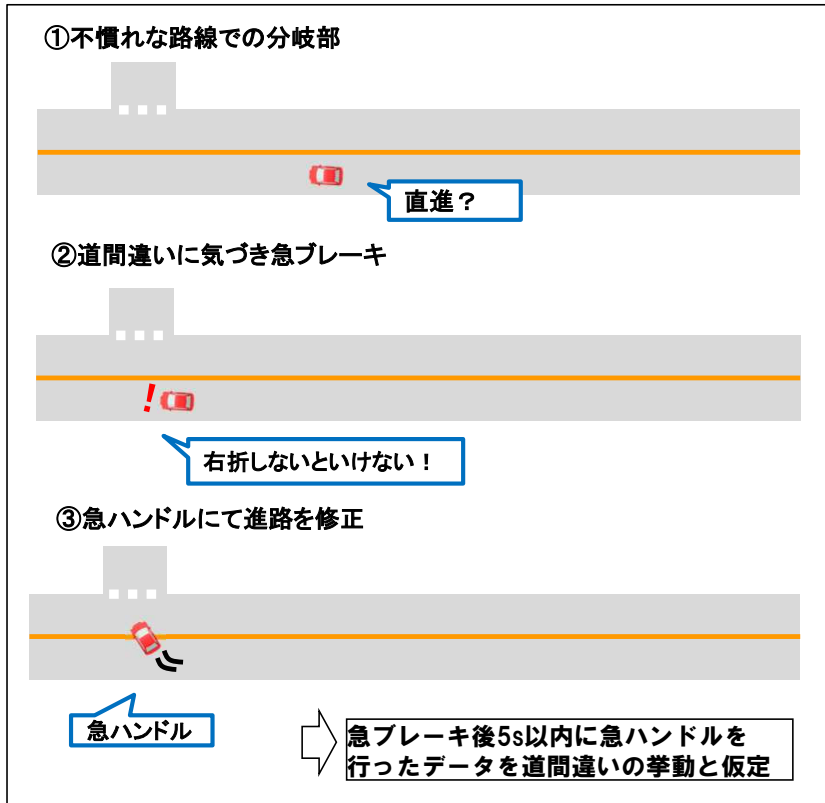 ①不慣れな路線での分岐部
直進？
②道間違いに気づき急ブレーキ
!
右折しないといけない！
③急ハンドルにて進路を修正
急ハンドル
急ブレーキ後5s以内に急ハンドルを
行ったデータを道間違いの挙動と仮定